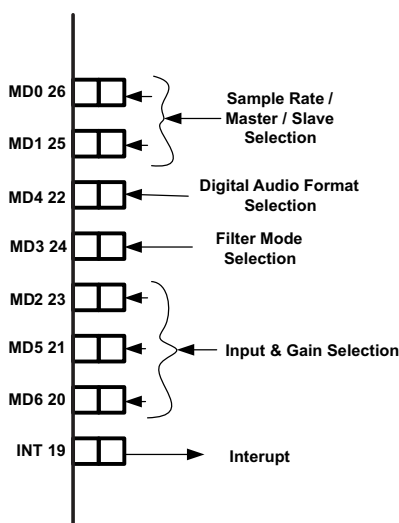 MD0 26
Sample Rate /
Master / Slave
Selection
MD1 25
MD4 22
Digital Audio Format
Selection
MD3 24
Filter Mode
Selection
MD2 23
MD5 21
Input & Gain Selection
MD6 20
INT 19
Interupt